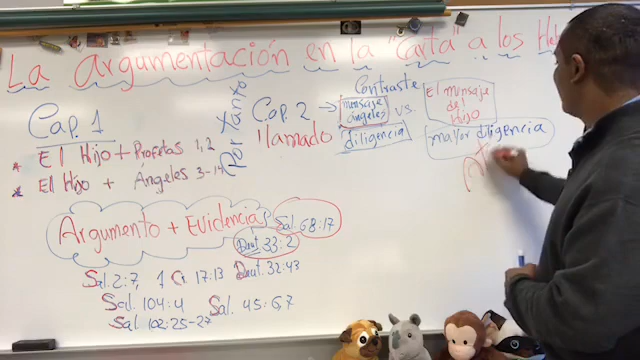 La Argumentación en la "Carta" a los Heb
Cap. 1
El Hijo + Profetas 1, 2
El Hijo + Ángeles 3-14
Por tanto
Cap. 2 → mensaje ángeles vs. El mensaje del Hijo
Contraste
llamado diligencia mayor diligencia
Argumento + Evidencias
Sal. 68:17
Deut. 33:2
Sal. 2:7, 1 Cr. 17:13 Deut. 32:43
Sal. 104:4 Sal. 45:6,7
Sal. 102:25-27